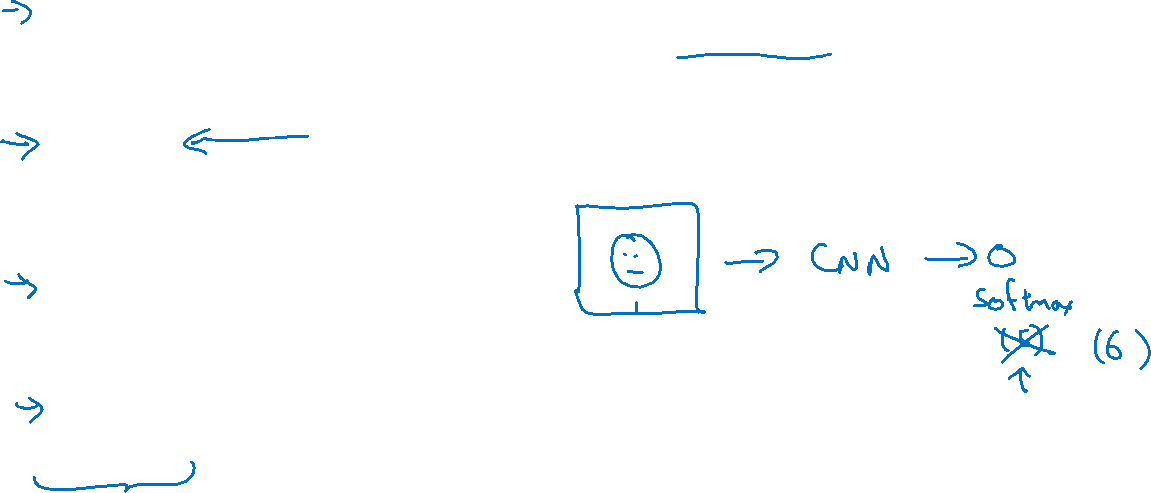 → CNN → O
softmax
(6)